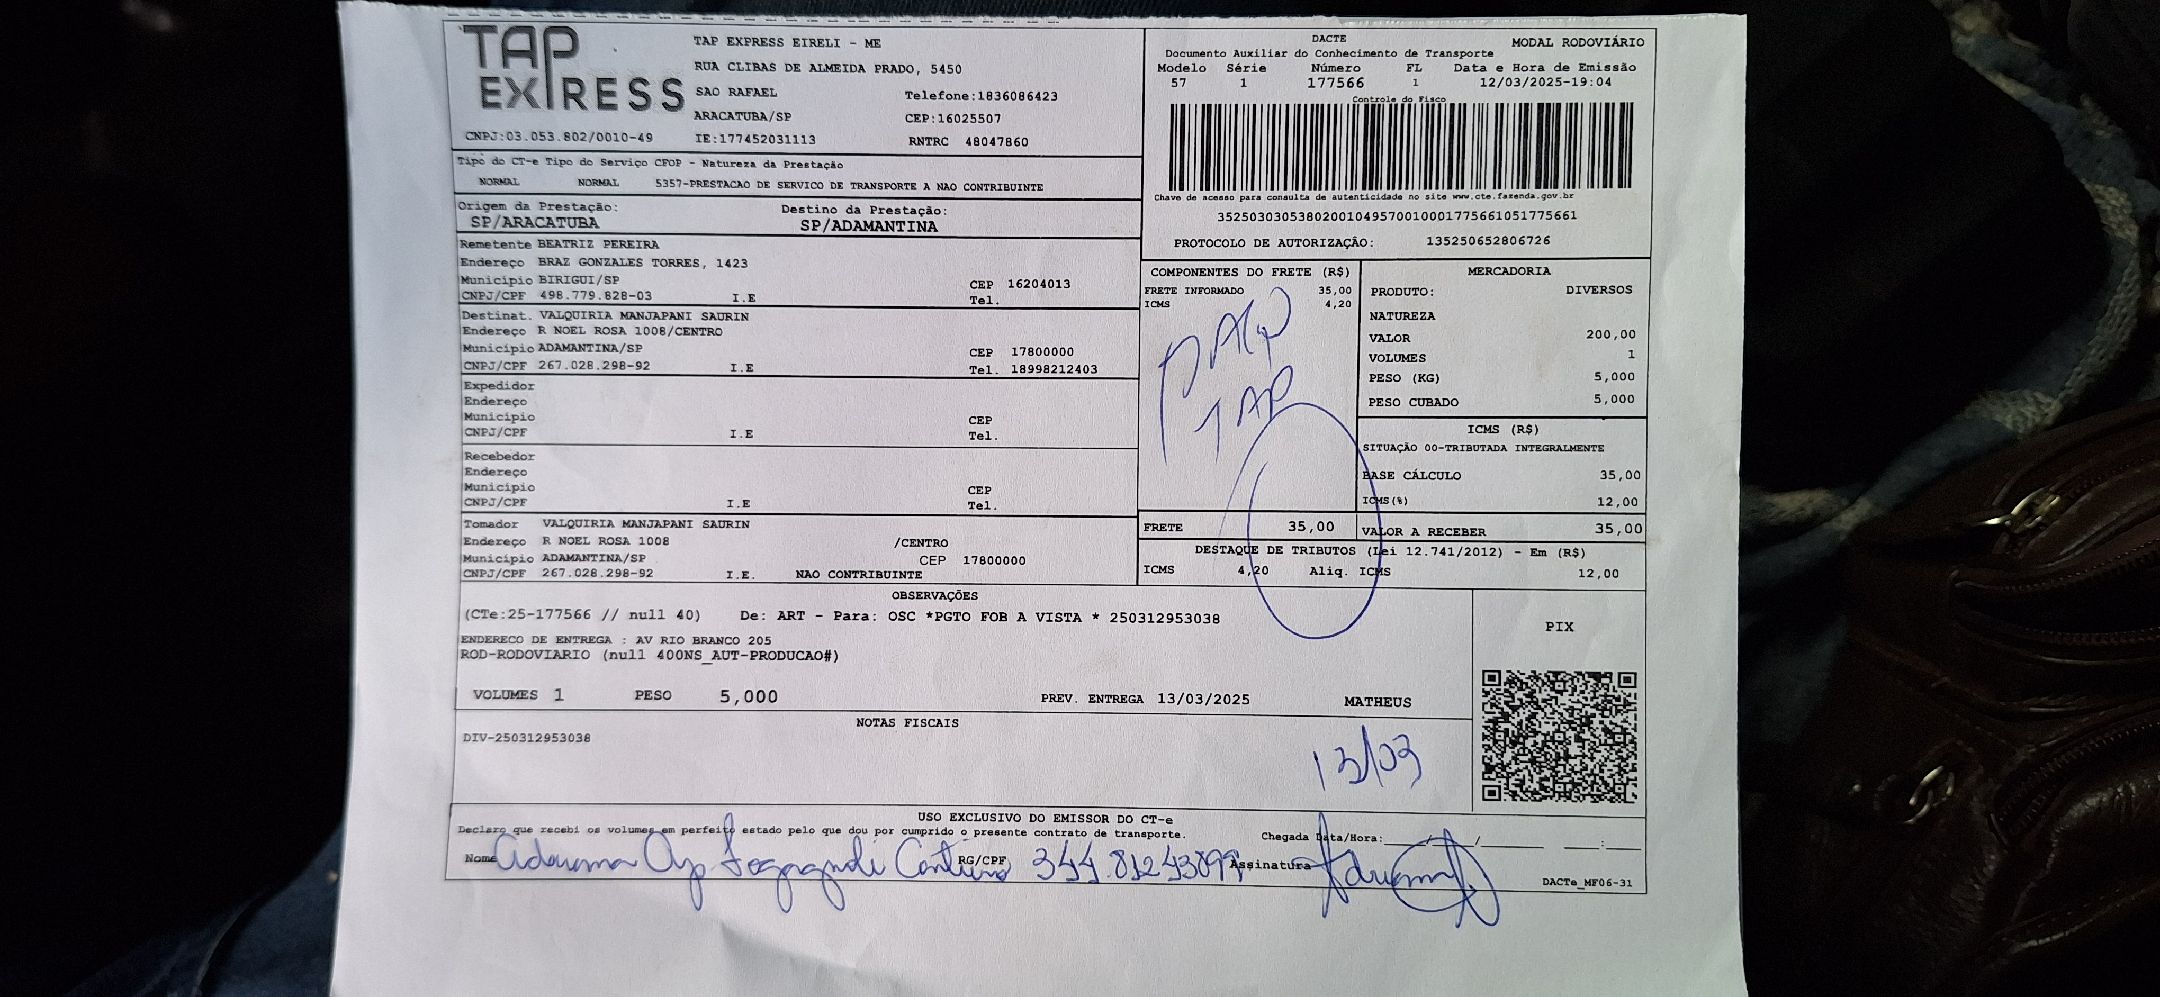 TAP EXPRESS
TAP EXPRESS EIRELI - ME
RUA CLIBAS DE ALMEIDA PRADO, 5450
SAO RAFAEL Telefone:1836086423
ARACATUBA/SP CEP:16025507
CNPJ:03.053.802/0010-49 IE:177452031113 RNTRC 48047860
Tipo do CT-e Tipo do Serviço CFOP - Natureza da Prestação
NORMAL NORMAL 5357-PRESTACAO DE SERVICO DE TRANSPORTE A NAO CONTRIBUINTE
Origem da Prestação: Destino da Prestação:
SP/ARACATUBA SP/ADAMANTINA
Remetente BEATRIZ PEREIRA
Endereço BRAZ GONZALES TORRES, 1423
Município BIRIGUI/SP CEP 16204013
CNPJ/CPF 498.779.828-03 I.E Tel.
Destinat. VALQUIRIA MANJAPANI SAURIN
Endereço R NOEL ROSA 1008/CENTRO
Município ADAMANTINA/SP CEP 17800000
CNPJ/CPF 267.028.298-92 I.E Tel. 18998212403
Expedidor
Endereço
Município CEP
CNPJ/CPF I.E Tel.
Recebedor
Endereço
Município CEP
CNPJ/CPF I.E Tel.
Tomador VALQUIRIA MANJAPANI SAURIN
Endereço R NOEL ROSA 1008 /CENTRO
Município ADAMANTINA/SP CEP 17800000
CNPJ/CPF 267.028.298-92 I.E. NAO CONTRIBUINTE
DACTE
Documento Auxiliar do Conhecimento de Transporte MODAL RODOVIÁRIO
Modelo Série Número FL Data e Hora de Emissão
57 1 177566 1 12/03/2025-19:04
Controle do Fisco
Chave de acesso para consulta de autenticidade no site www.cte.fazenda.gov.br
35250303053802001049570010001775661051775661
PROTOCOLO DE AUTORIZAÇÂO: 135250652806726
COMPONENTES DO FRETE (R$)
FRETE INFORMADO 35,00
ICMS 4,20
TAP
MERCADORIA
PRODUTO: DIVERSOS
NATUREZA
VALOR 200,00
VOLUMES 1
PESO (KG) 5,000
PESO CUBADO 5,000
ICMS (R$)
SITUAÇÃO 00-TRIBUTADA INTEGRALMENTE
BASE CÁLCULO 35,00
ICMS(%) 12,00
FRETE 35,00 VALOR A RECEBER 35,00
DESTAQUE DE TRIBUTOS (Lei 12.741/2012) - Em (R$)
ICMS 4,20 Aliq. ICMS 12,00
OBSERVAÇÕES
(CTe:25-177566 // null 40) De: ART - Para: OSC *PGTO FOB A VISTA * 250312953038
ENDERECO DE ENTREGA : AV RIO BRANCO 205
ROD-RODOVIARIO (null 400NS_AUT-PRODUCAO#)
VOLUMES 1 PESO 5,000 PREV. ENTREGA 13/03/2025 MATHEUS
PIX
NOTAS FISCAIS
DIV-250312953038
13/03
USO EXCLUSIVO DO EMISSOR DO CT-e
Declaro que recebi os volumes em perfeito estado pelo que dou por cumprido o presente contrato de transporte. Chegada Data/Hora: / / :
Nome RG/CPF Assinatura
DACTe_MF06-31